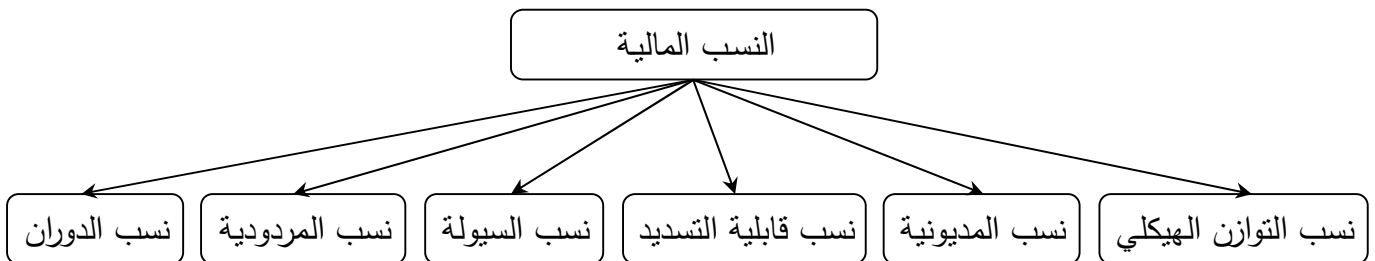 النسب المالية
نسب التوازن الهيكلي
نسب المديونية
نسب قابلية التسديد
نسب السيولة
نسب المردودية
نسب الدوران